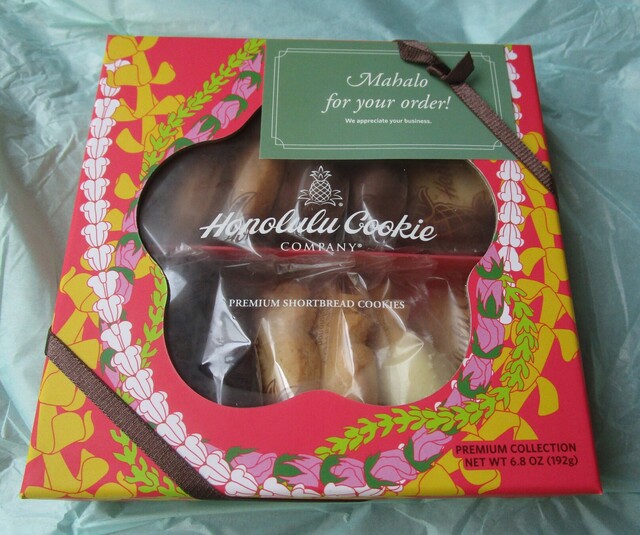 Mahalo
for your order!
We appreciate your business.
Honolulu Cookie
COMPANY®
PREMIUM SHORTBREAD COOKIES
PREMIUM COLLECTION
NET WT 6.8 OZ (192g)